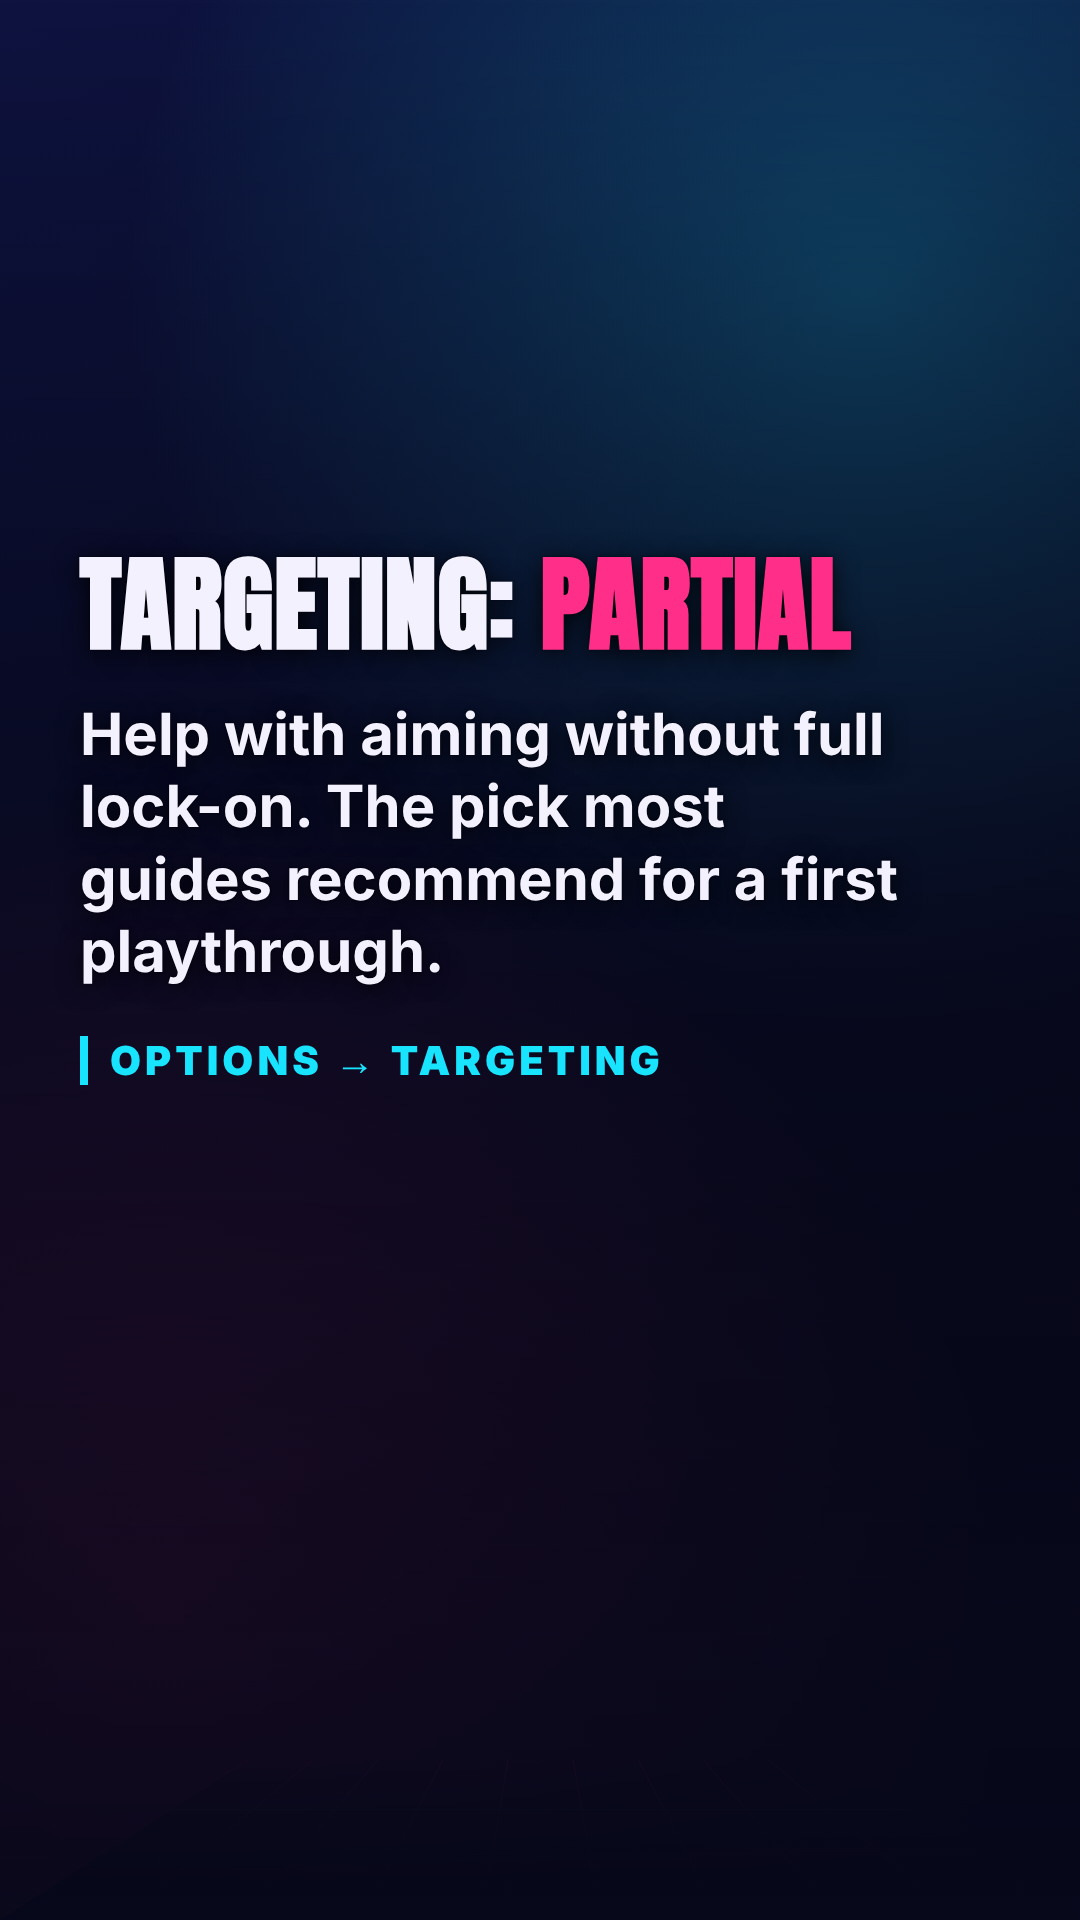 TARGETING: PARTIAL
Help with aiming without full
lock-on. The pick most
guides recommend for a first
playthrough.
OPTIONS → TARGETING